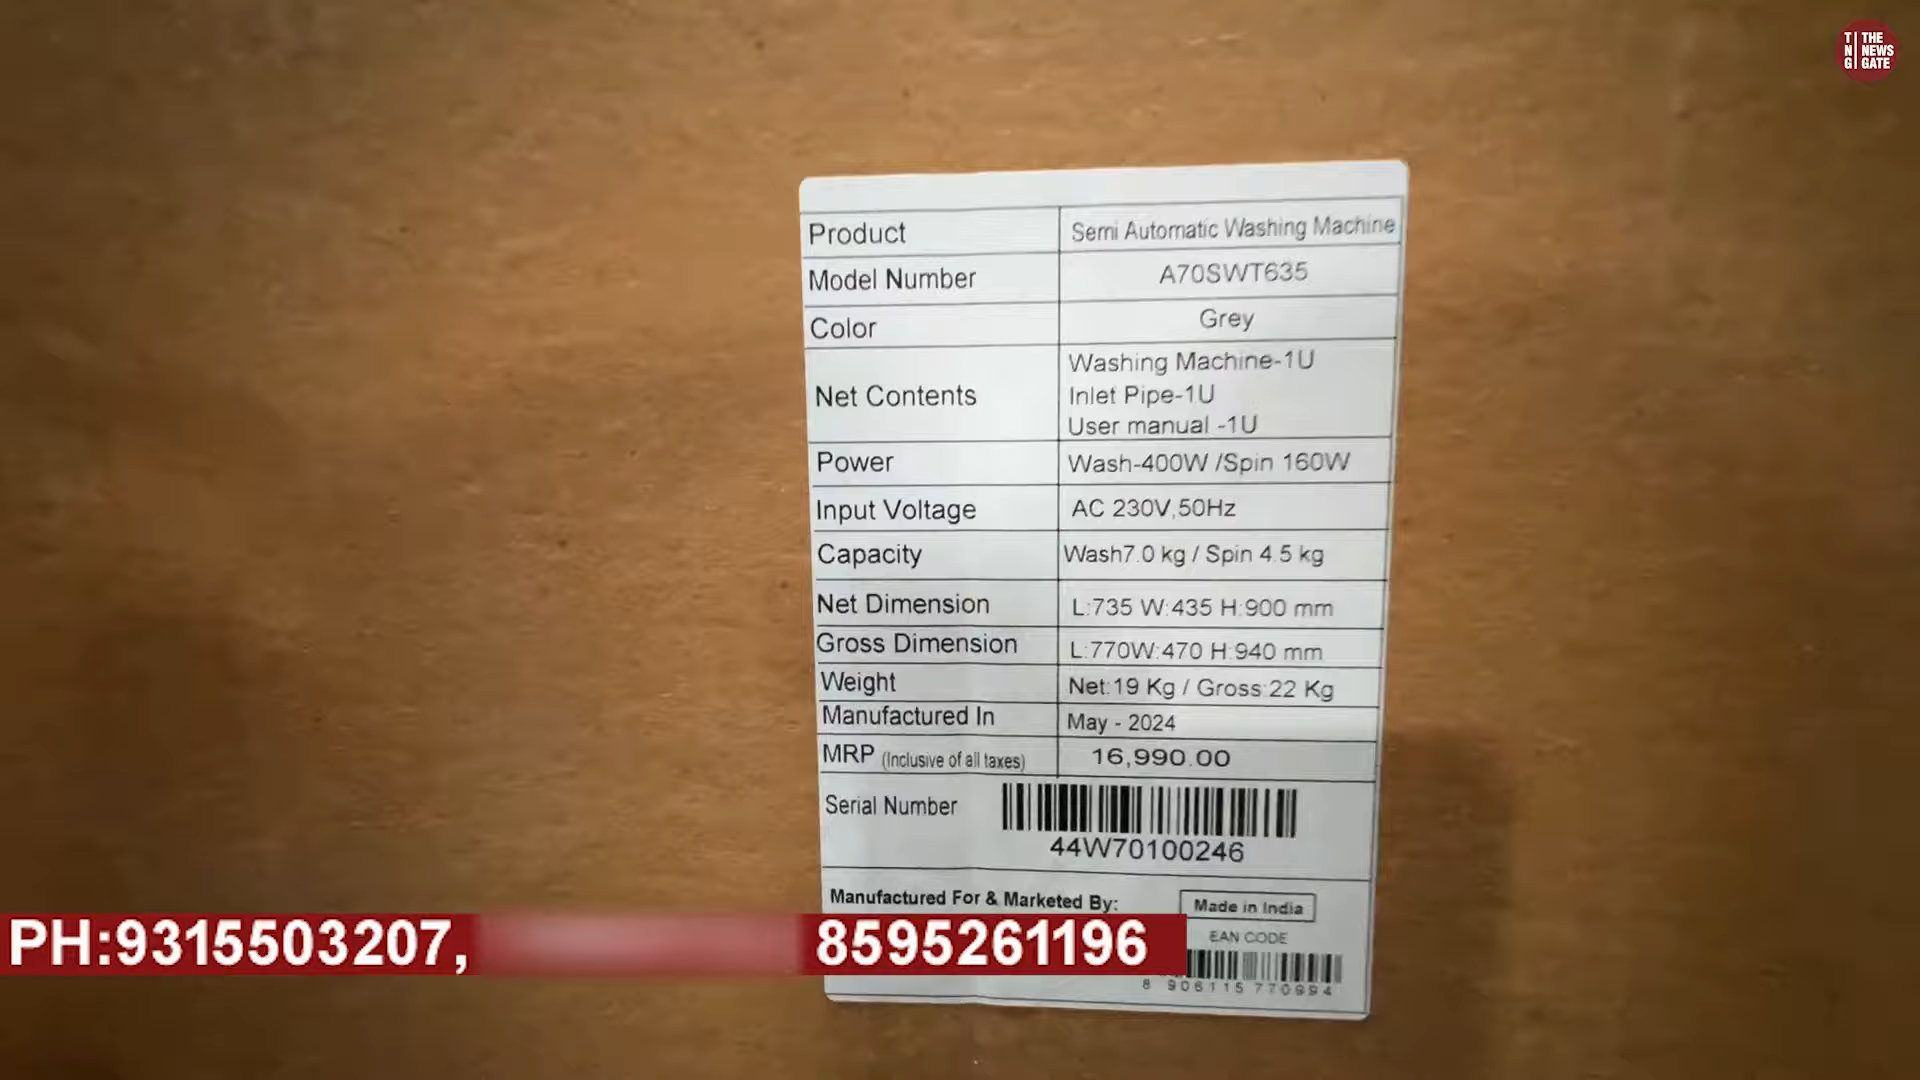 T THE
N NEWS
G GATE
Product Semi Automatic Washing Machine
Model Number A70SWT635
Color Grey
Net Contents Washing Machine-1U
Inlet Pipe-1U
User manual -1U
Power Wash-400W /Spin 160W
Input Voltage AC 230V,50Hz
Capacity Wash7.0 kg / Spin 4.5 kg
Net Dimension L:735 W:435 H:900 mm
Gross Dimension L:770W:470 H:940 mm
Weight Net:19 Kg / Gross:22 Kg
Manufactured In May - 2024
MRP (Inclusive of all taxes) 16,990.00
Serial Number
44W70100246
Manufactured For & Marketed By: Made in India
EAN CODE
8 906115 770994
PH:9315503207, 8595261196